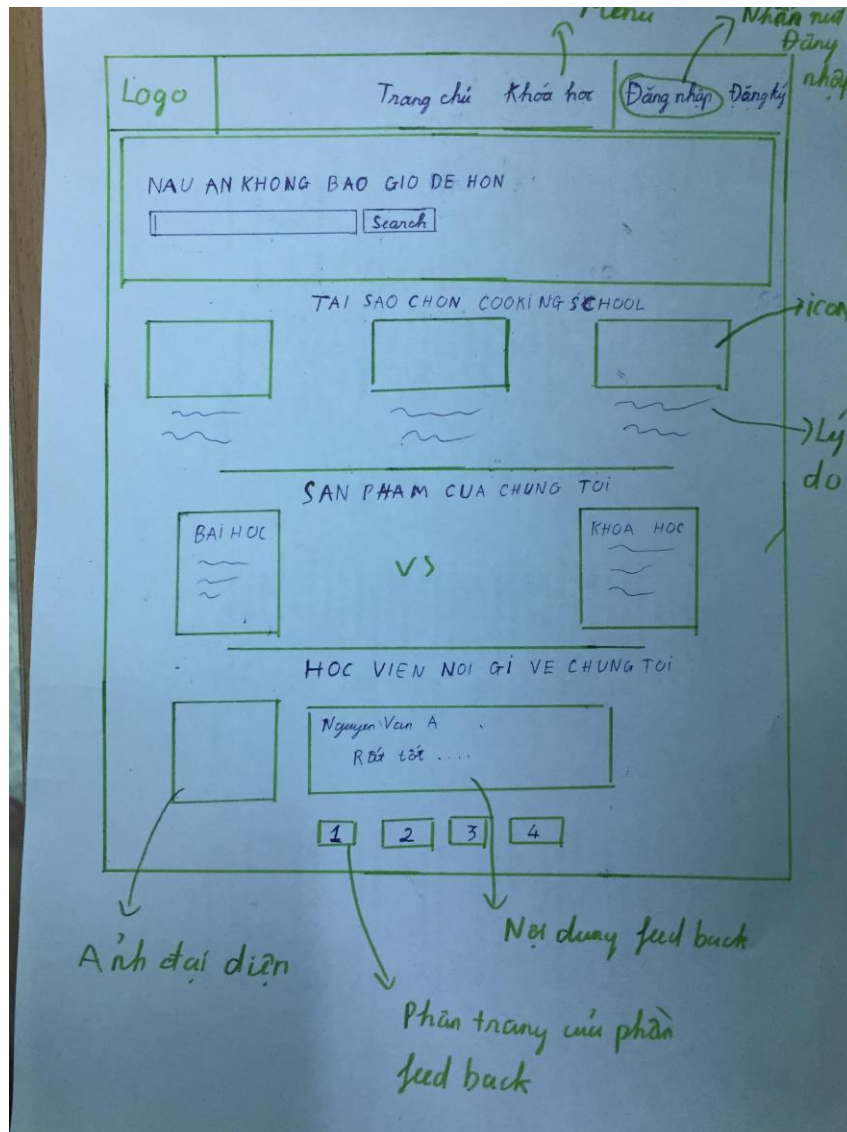 Menu
Nhấn nút
Đăng
nhập
Logo
Trang chủ Khóa học Đăng nhập Đăng ký
NAU AN KHONG BAO GIO DE HON
Search
TAI SAO CHON COOKING SCHOOL
icon
Lý
do
SAN PHAM CUA CHUNG TOI
BAI HOC
VS
KHOA HOC
HOC VIEN NOI GI VE CHUNG TOI
Nguyen Van A
Rất tốt ....
1 2 3 4
Ảnh đại diện
Nội dung feed back
Phân trang của phần
feed back